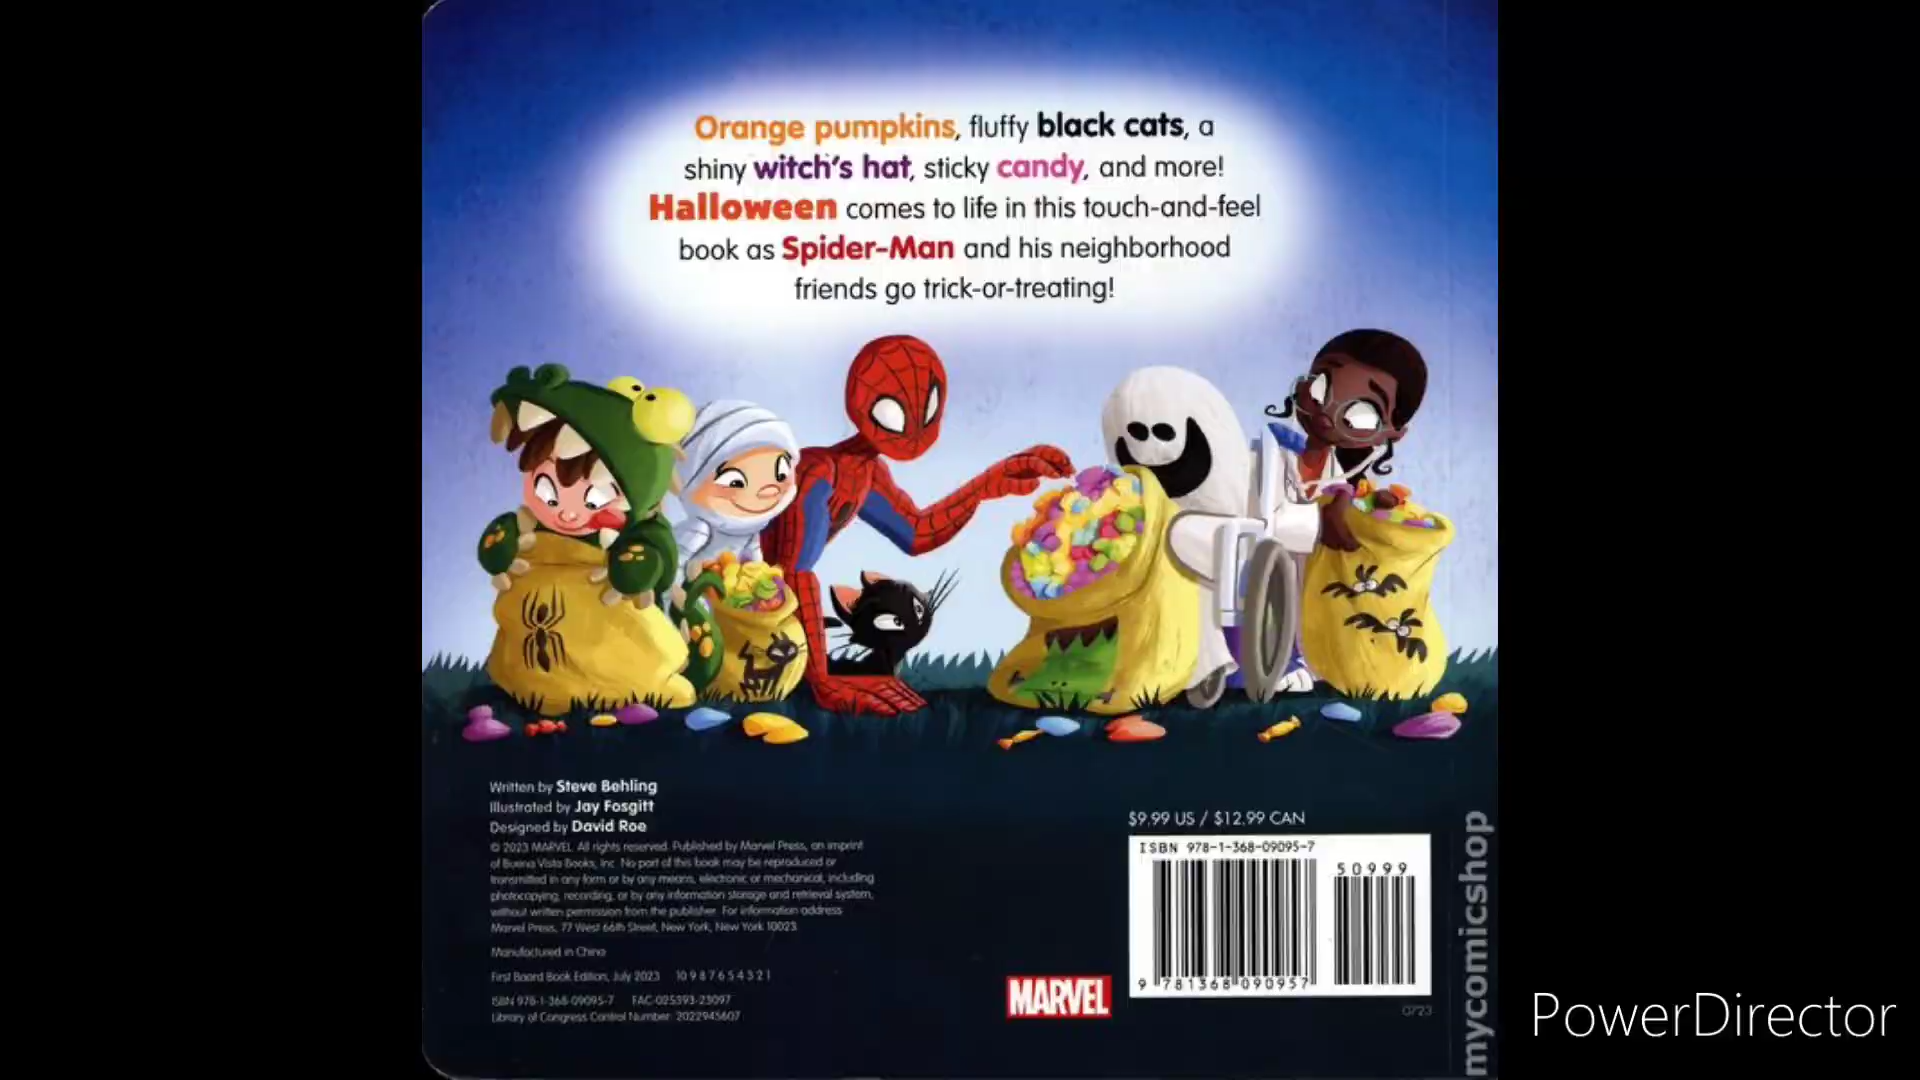 Orange pumpkins, fluffy black cats, a
shiny witch's hat, sticky candy, and more!
Halloween comes to life in this touch-and-feel
book as Spider-Man and his neighborhood
friends go trick-or-treating!
Written by Steve Behling
Illustrated by Jay Fosgitt
Designed by David Roe
© 2023 MARVEL. All rights reserved. Published by Marvel Press, an imprint
of Buena Vista Books, Inc. No part of this book may be reproduced or
transmitted in any form or by any means, electronic or mechanical, including
photocopying, recording, or by any information storage and retrieval system,
without written permission from the publisher. For information address
Marvel Press, 77 West 66th Street, New York, New York 10023.
Manufactured in China
First Board Book Edition, July 2023 10 9 8 7 6 5 4 3 2 1
ISBN 978-1-368-09095-7 FAC-025393-23097
Library of Congress Control Number: 2022945607
$9.99 US / $12.99 CAN
ISBN 978-1-368-09095-7
50999
9 781368 090957
MARVEL
0723
mycomicshop
PowerDirector